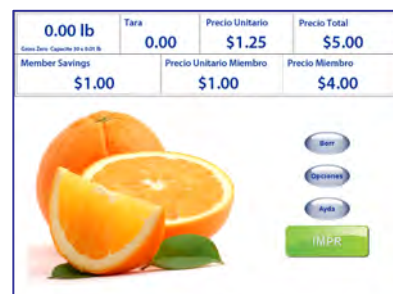 0.00 lb
Gross Zero: Capacite 30 x 0.01 lb
Tara
0.00
Precio Unitario
$1.25
Precio Total
$5.00
Member Savings
$1.00
Precio Unitario Miembro
$1.00
Precio Miembro
$4.00
Borr
Opciones
Ayda
IMPR